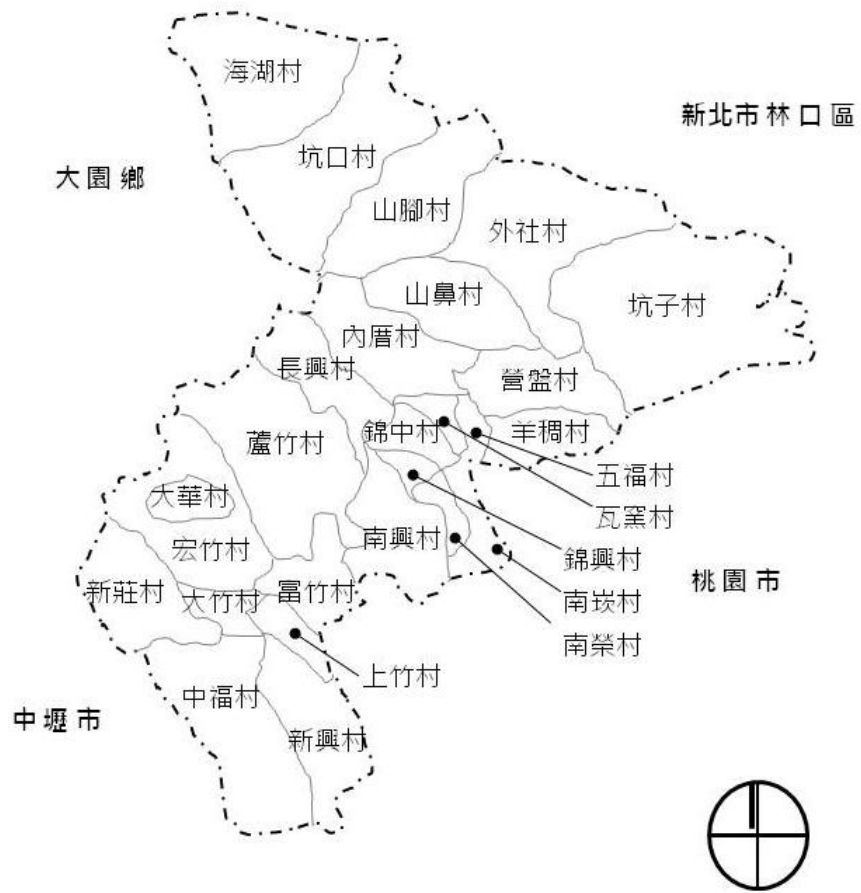 海湖村
新北市林口區
坑口村
大園鄉
山腳村
外社村
山鼻村
坑子村
內厝村
長興村
營盤村
錦中村
羊稠村
蘆竹村
五福村
大華村
瓦窯村
南興村
宏竹村
錦興村
桃園市
新莊村
大竹村
富竹村
南崁村
南榮村
上竹村
中福村
中壢市
新興村